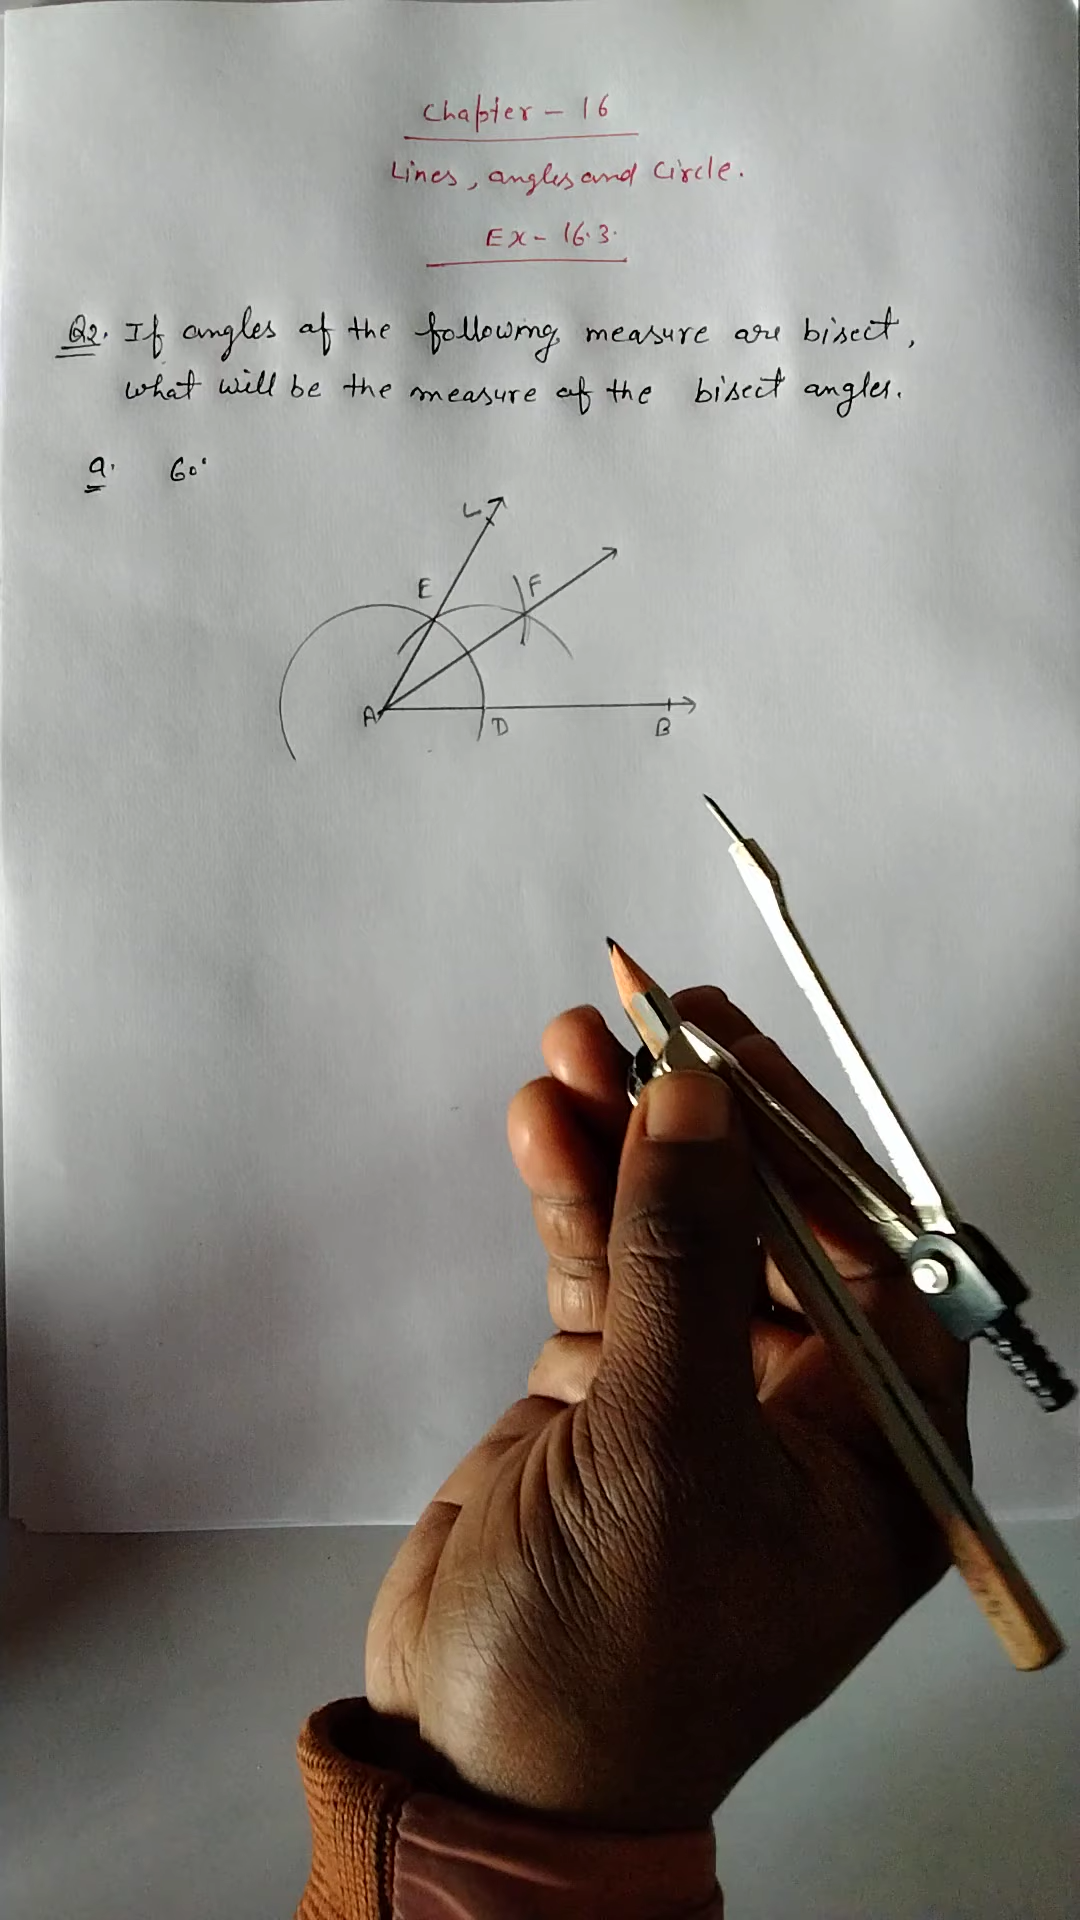 Chapter - 16
Lines, angles and Circle.
Ex - 16.3.
Q2. If angles of the following measure are bisect,
what will be the measure of the bisect angles.
a. 60°
L
E
F
A
D
B